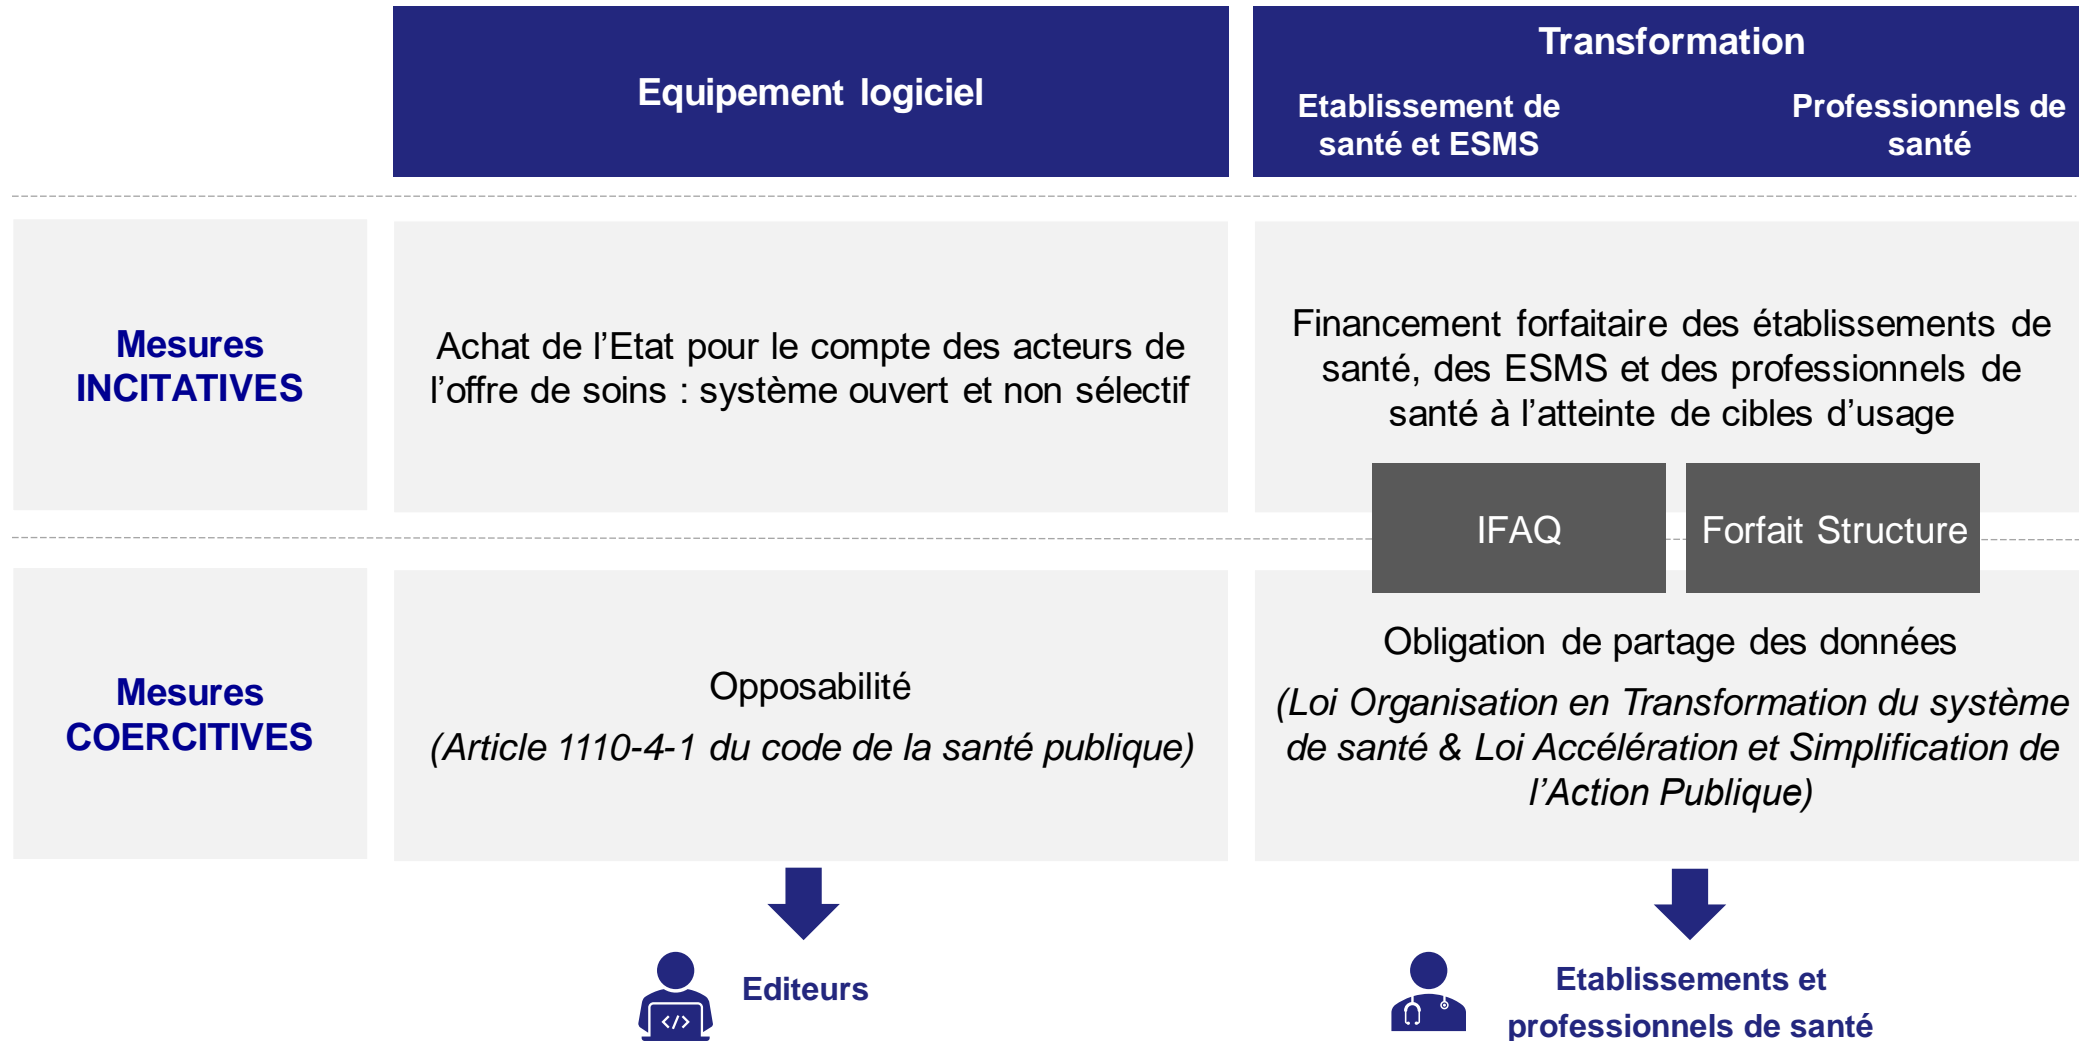 Equipement logiciel
Transformation
Etablissement de
santé et ESMS
Professionnels de
santé
Mesures
INCITATIVES
Achat de l’Etat pour le compte des acteurs de
l’offre de soins : système ouvert et non sélectif
Financement forfaitaire des établissements de
santé, des ESMS et des professionnels de
santé à l’atteinte de cibles d’usage
IFAQ
Forfait Structure
Mesures
COERCITIVES
Opposabilité
(Article 1110-4-1 du code de la santé publique)
Obligation de partage des données
(Loi Organisation en Transformation du système
de santé & Loi Accélération et Simplification de
l’Action Publique)
</>
Editeurs
Etablissements et
professionnels de santé